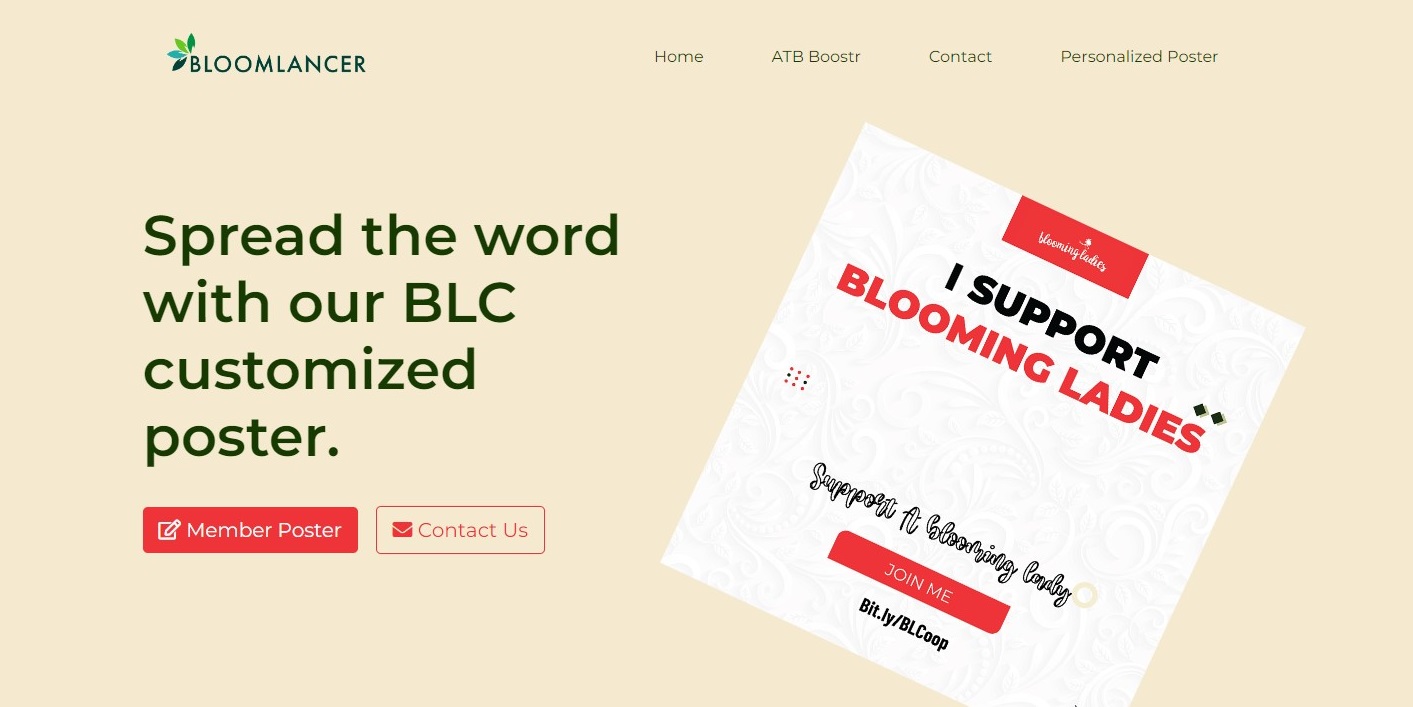 BLOOMLANCER
Home
ATB Boostr
Contact
Personalized Poster
Spread the word
with our BLC
customized
poster.
Member Poster
Contact Us
blooming ladies
I SUPPORT
BLOOMING LADIES
Support A blooming lady
JOIN ME
Bit.ly/BLCoop